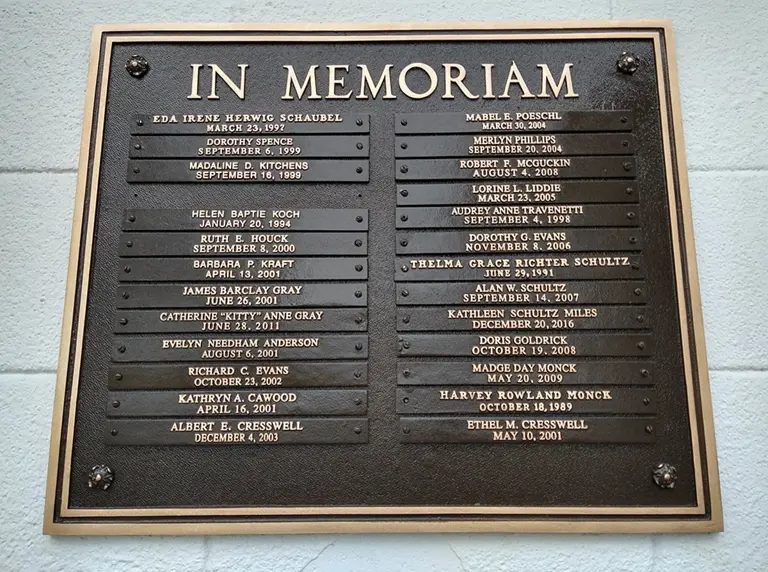 IN MEMORIAM
EDA IRENE HERWIG SCHAUBEL
MARCH 23, 1997
DOROTHY SPENCE
SEPTEMBER 6, 1999
MADALINE D. KITCHENS
SEPTEMBER 16, 1999
HELEN BAPTIE KOCH
JANUARY 20, 1994
RUTH E. HOUCK
SEPTEMBER 8, 2000
BARBARA P. KRAFT
APRIL 13, 2001
JAMES BARCLAY GRAY
JUNE 26, 2001
CATHERINE "KITTY" ANNE GRAY
JUNE 28, 2011
EVELYN NEEDHAM ANDERSON
AUGUST 6, 2001
RICHARD C. EVANS
OCTOBER 23, 2002
KATHRYN A. CAWOOD
APRIL 16, 2001
ALBERT E. CRESSWELL
DECEMBER 4, 2003
MABEL E. POESCHL
MARCH 30, 2004
MERLYN PHILLIPS
SEPTEMBER 20, 2004
ROBERT F. MCGUCKIN
AUGUST 4, 2008
LORINE L. LIDDIE
MARCH 23, 2005
AUDREY ANNE TRAVENETTI
SEPTEMBER 4, 1998
DOROTHY G. EVANS
NOVEMBER 8, 2006
THELMA GRACE RICHTER SCHULTZ
JUNE 29, 1991
ALAN W. SCHULTZ
SEPTEMBER 14, 2007
KATHLEEN SCHULTZ MILES
DECEMBER 20, 2016
DORIS GOLDRICK
OCTOBER 19, 2008
MADGE DAY MONCK
MAY 20, 2009
HARVEY ROWLAND MONCK
OCTOBER 18, 1989
ETHEL M. CRESSWELL
MAY 10, 2001